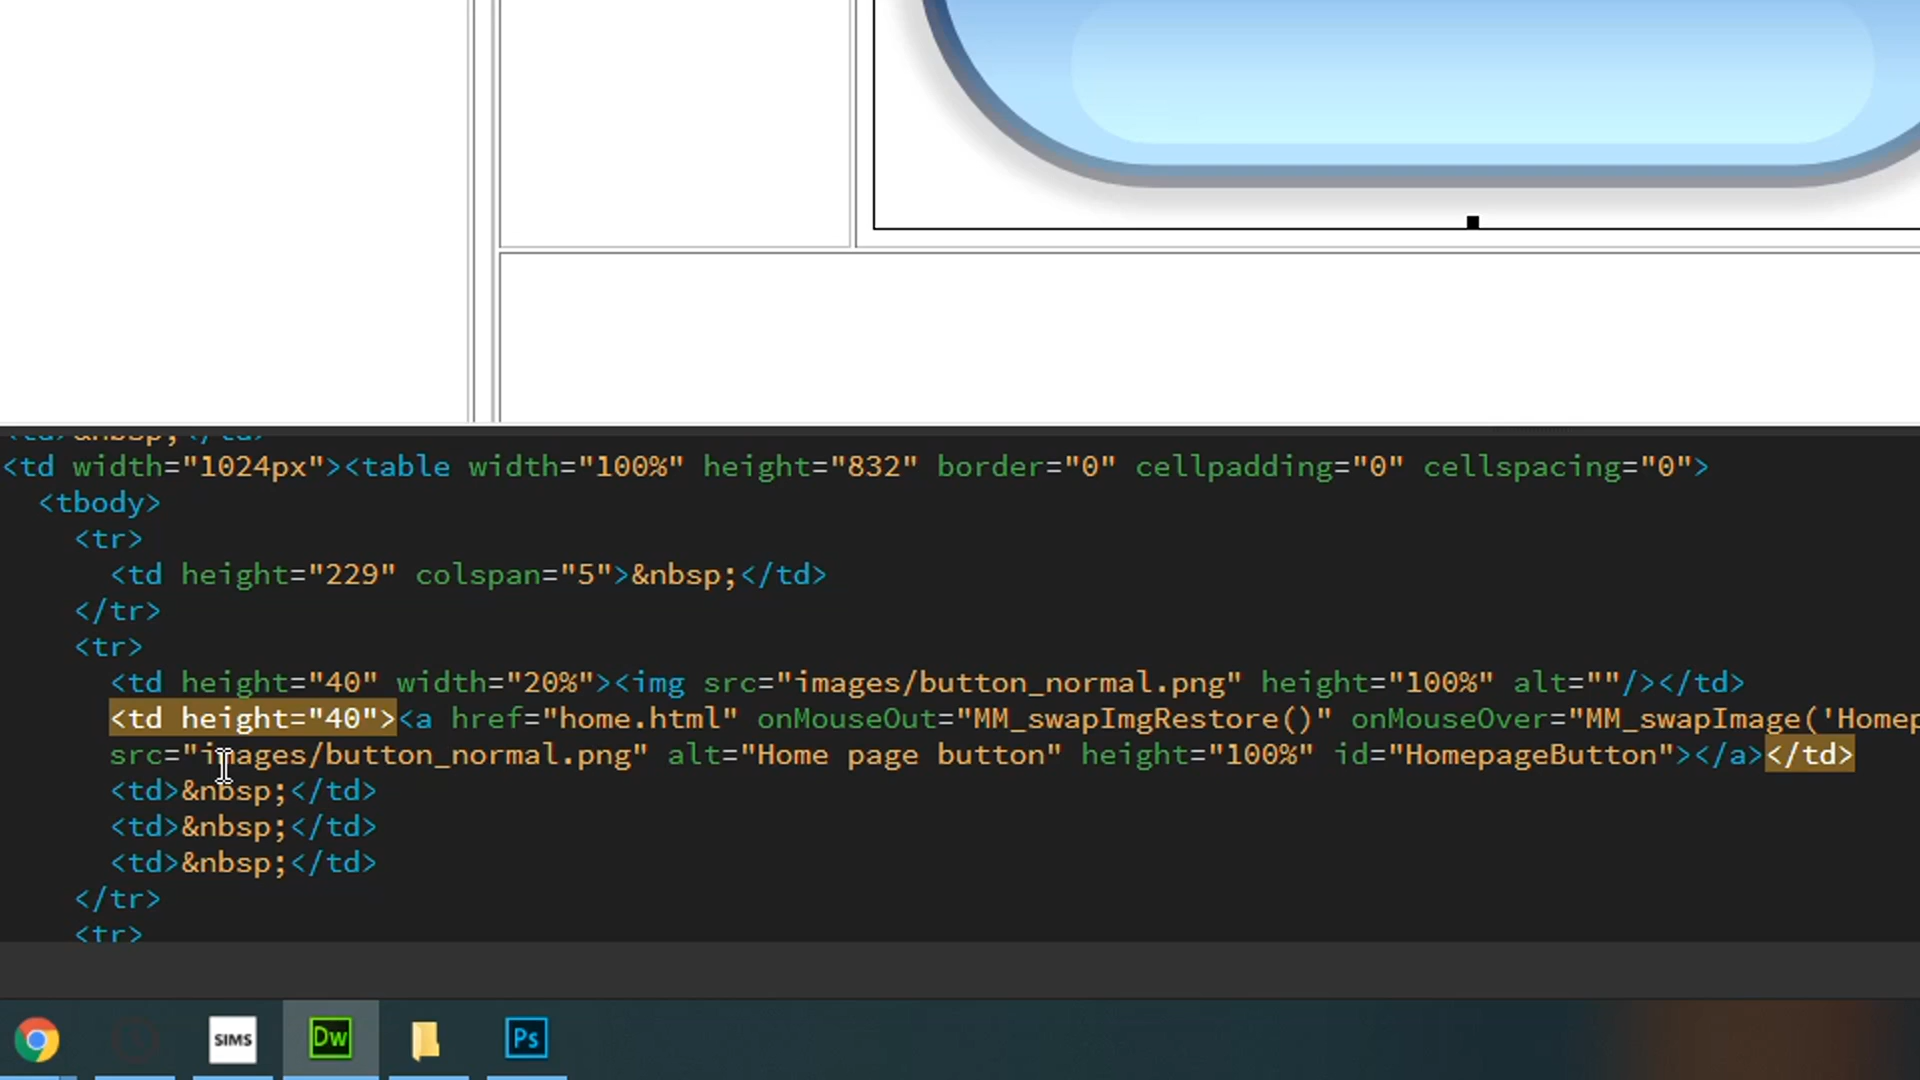 <td>&nbsp;</td>
<td width="1024px"><table width="100%" height="832" border="0" cellpadding="0" cellspacing="0">
<tbody>
<tr>
<td height="229" colspan="5">&nbsp;</td>
</tr>
<tr>
<td height="40" width="20%"><img src="images/button_normal.png" height="100%" alt=""/></td>
<td height="40"><a href="home.html" onMouseOut="MM_swapImgRestore()" onMouseOver="MM_swapImage('Homep
src="images/button_normal.png" alt="Home page button" height="100%" id="HomepageButton"></a></td>
<td>&nbsp;</td>
<td>&nbsp;</td>
<td>&nbsp;</td>
</tr>
<tr>
SIMS Dw Ps